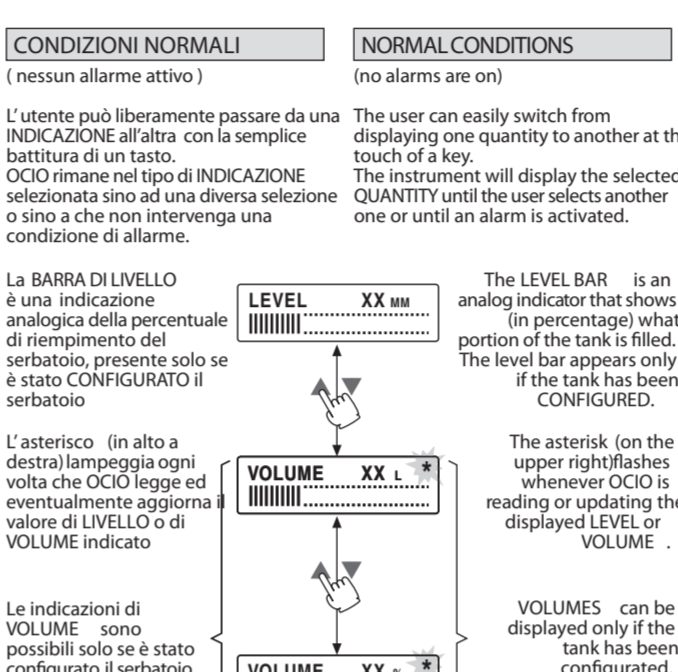 CONDIZIONI NORMALI
( nessun allarme attivo )
L' utente può liberamente passare da una
INDICAZIONE all'altra con la semplice
battitura di un tasto.
OCIO rimane nel tipo di INDICAZIONE
selezionata sino ad una diversa selezione
o sino a che non intervenga una
condizione di allarme.
NORMAL CONDITIONS
(no alarms are on)
The user can easily switch from
displaying one quantity to another at
touch of a key.
The instrument will display the
QUANTITY until the user selects another
one or until an alarm is activated.
La BARRA DI LIVELLO
è una indicazione
analogica della percentuale
di riempimento del
serbatoio, presente solo se
è stato CONFIGURATO il
serbatoio
LEVEL XX MM
The LEVEL BAR is an
analog indicator that shows
(in percentage) what
portion of the tank is filled.
The level bar appears only
if the tank has been
CONFIGURED.
L' asterisco (in alto a
destra) lampeggia ogni
volta che OCIO legge ed
eventualmente aggiorna il
valore di LIVELLO o di
VOLUME indicato
VOLUME XX L *
The asterisk (on the
upper right)flashes
whenever OCIO is
reading or updating the
displayed LEVEL or
VOLUME .
Le indicazioni di
VOLUME sono
possibili solo se è stato
configurato il serbatoio
VOLUME XX % *
VOLUMES can be
displayed only if the
tank has been
configurated